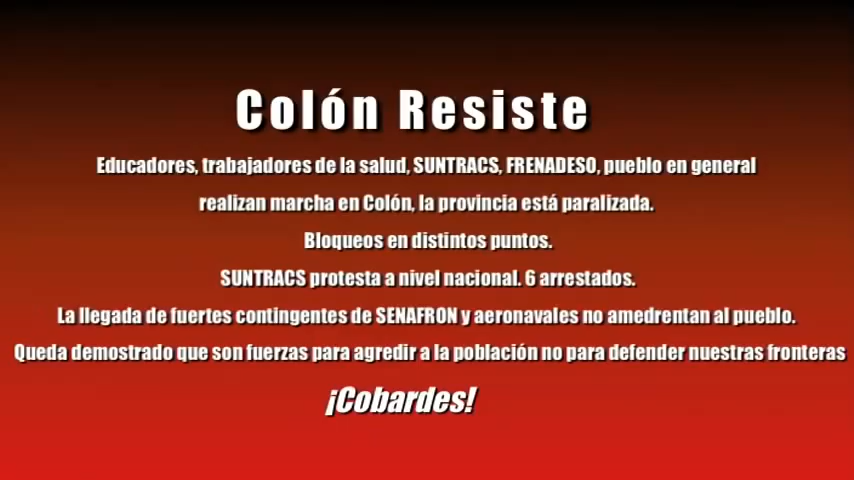 Colón Resiste
Educadores, trabajadores de la salud, SUNTRACS, FRENADESO, pueblo en general
realizan marcha en Colón, la provincia está paralizada.
Bloqueos en distintos puntos.
SUNTRACS protesta a nivel nacional. 6 arrestados.
La llegada de fuertes contingentes de SENAFRON y aeronavales no amedrentan al pueblo.
Queda demostrado que son fuerzas para agredir a la población no para defender nuestras fronteras
¡Cobardes!